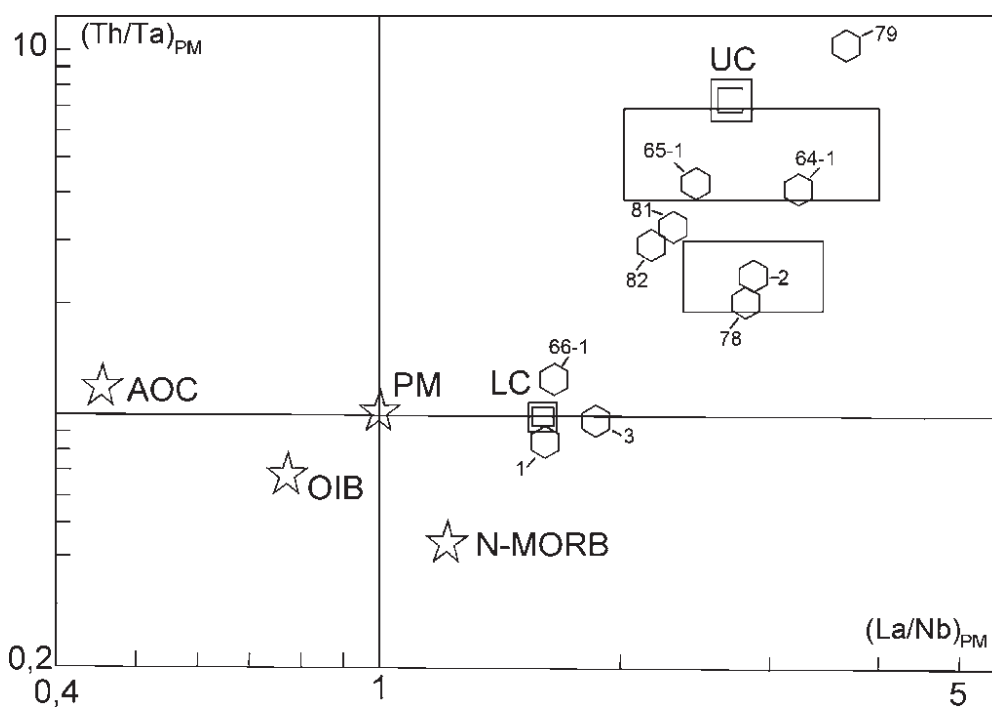 10
(Th/Ta)PM
79
UC
65-1
64-1
81
82
2
78
66-1
PM
LC
AOC
3
1
OIB
N-MORB
(La/Nb)PM
0,2
0,4
1
5